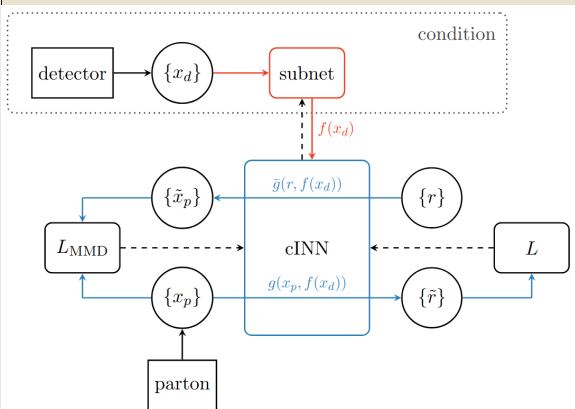 condition
detector
{x_d}
subnet
f(x_d)
{x̃_p}
ḡ(r, f(x_d))
{r}
L_MMD
cINN
L
{x_p}
g(x_p, f(x_d))
{r̃}
parton